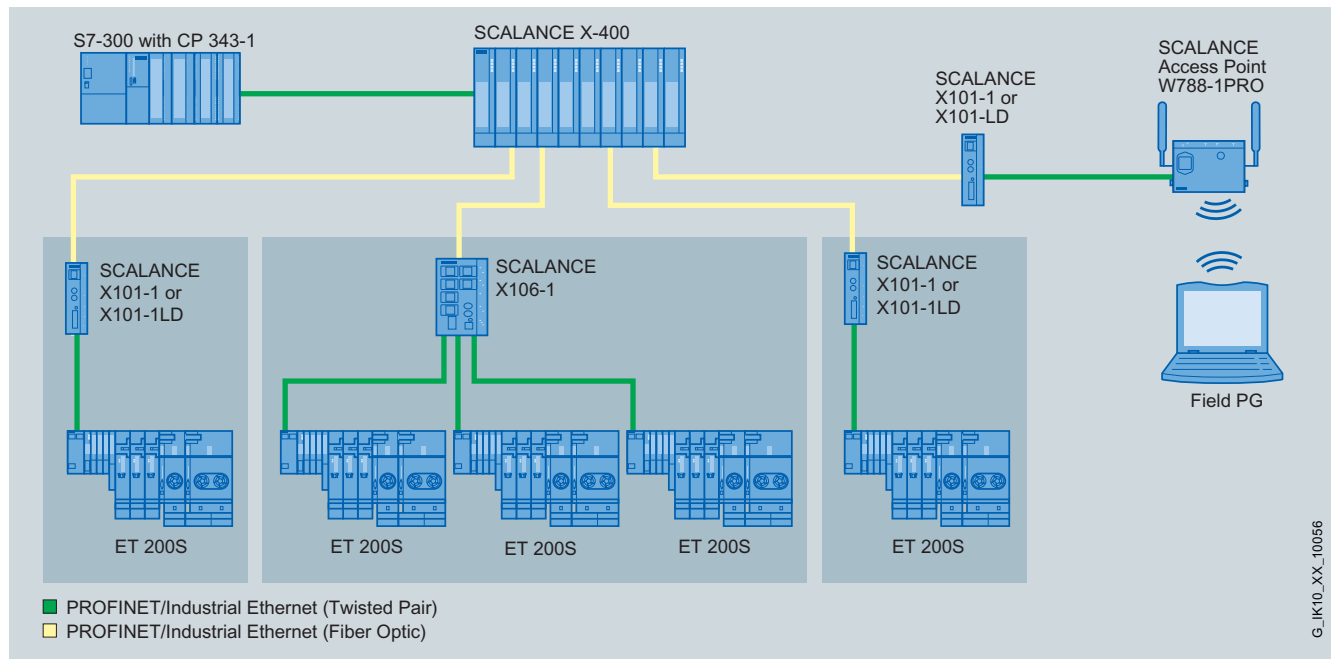 S7-300 with CP 343-1
SCALANCE X-400
SCALANCE
X101-1 or
X101-LD
SCALANCE
Access Point
W788-1PRO
SCALANCE
X101-1 or
X101-1LD
SCALANCE
X106-1
SCALANCE
X101-1 or
X101-1LD
Field PG
ET 200S
ET 200S
ET 200S
ET 200S
ET 200S
PROFINET/Industrial Ethernet (Twisted Pair)
PROFINET/Industrial Ethernet (Fiber Optic)
G_IK10_XX_10056